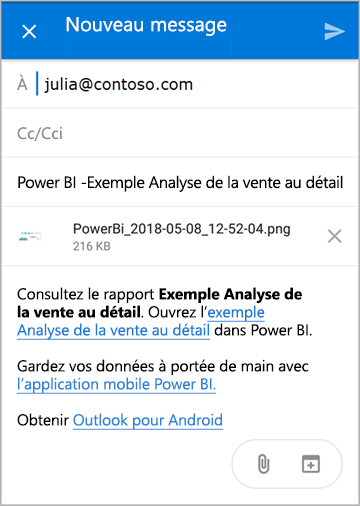 Nouveau message
À julia@contoso.com
Cc/Cci
Power BI -Exemple Analyse de la vente au détail
PowerBi_2018-05-08_12-52-04.png
216 KB
Consultez le rapport Exemple Analyse de
la vente au détail. Ouvrez l'exemple
Analyse de la vente au détail dans Power BI.
Gardez vos données à portée de main avec
l'application mobile Power BI.
Obtenir Outlook pour Android